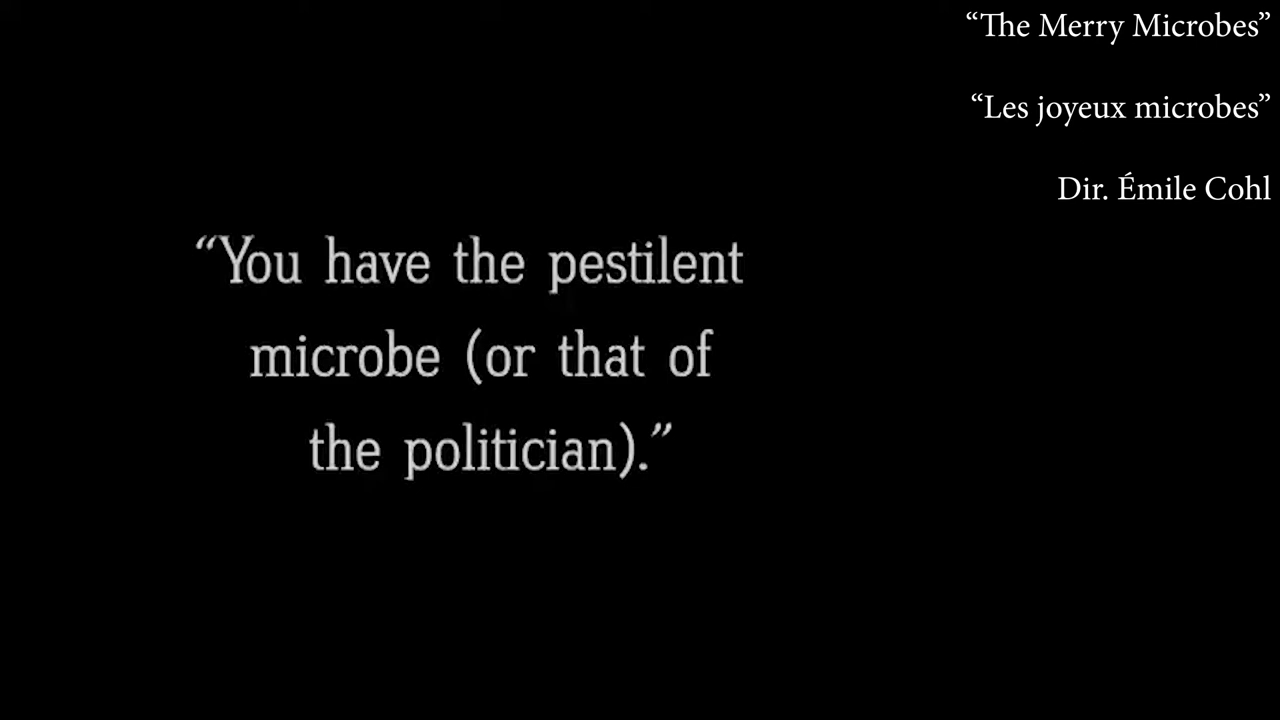 “The Merry Microbes”
“Les joyeux microbes”
Dir. Émile Cohl
“You have the pestilent
microbe (or that of
the politician).”